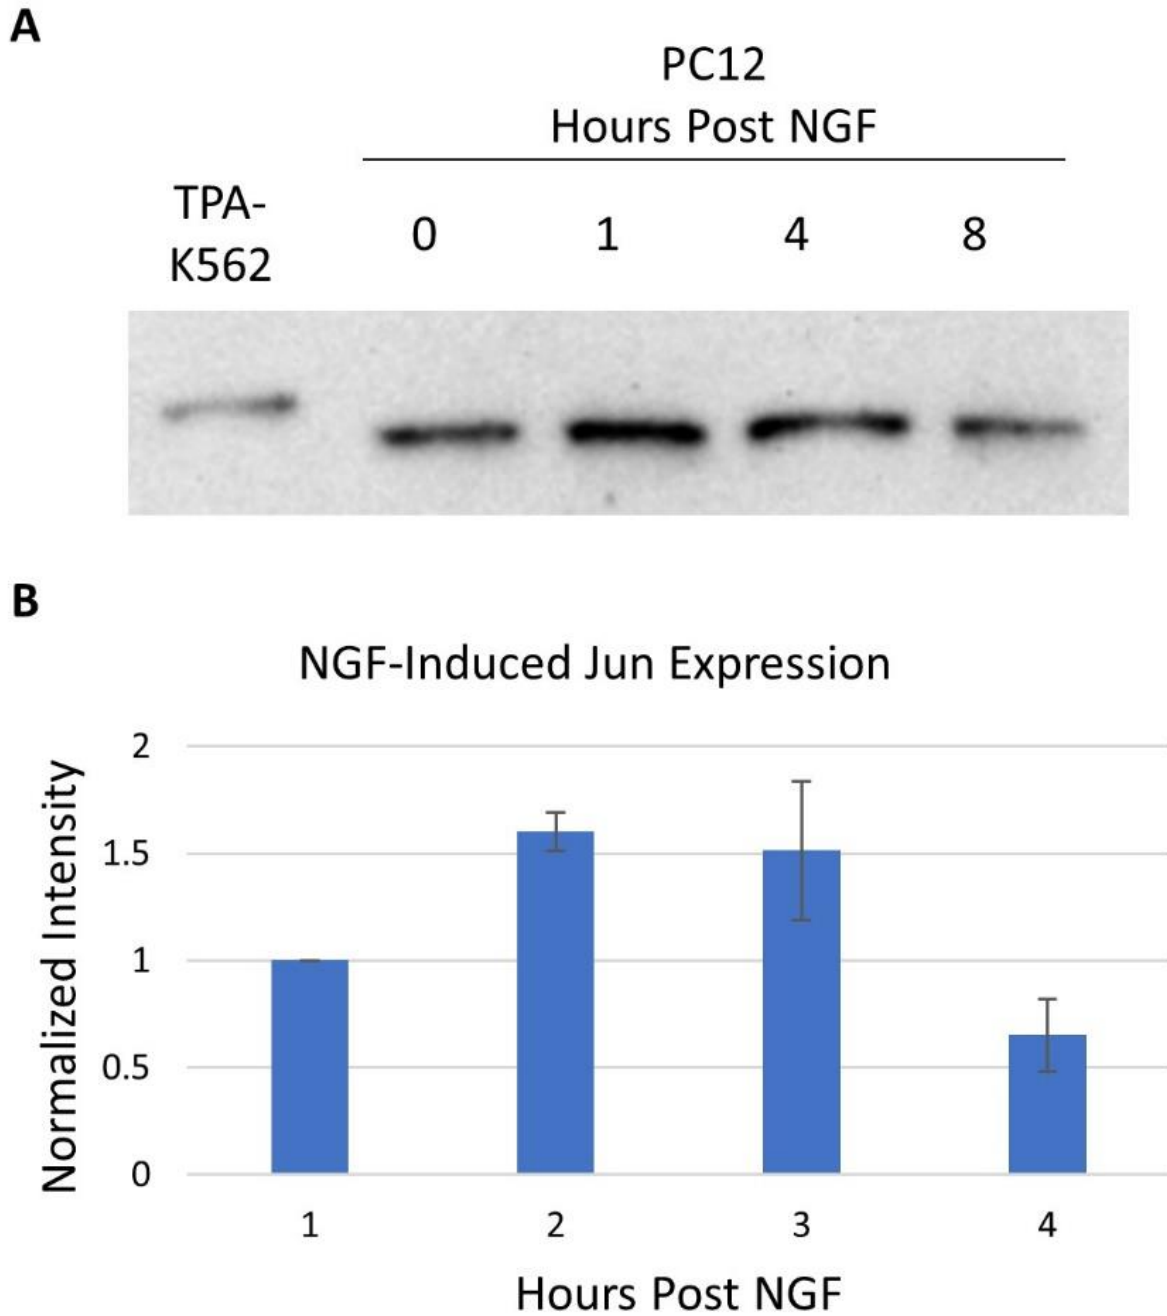 A
PC12
Hours Post NGF
TPA-
K562
0 1 4 8
B
NGF-Induced Jun Expression
Normalized Intensity
2
1.5
1
0.5
0
1 2 3 4
Hours Post NGF